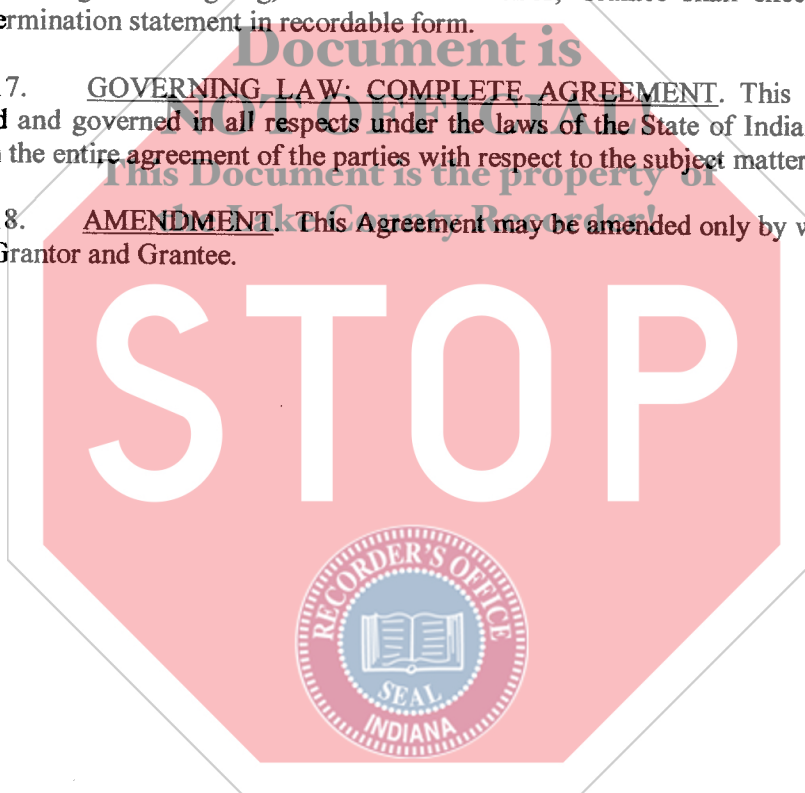 ermination statement in recordable form.
Document is
17. GOVERNING LAW; COMPLETE AGREEMENT. This
NOT OFFICIAL!
d and governed in all respects under the laws of the State of India
the entire agreement of the parties with respect to the subject matter
This Document is the property of
the Lake County Recorder!
8. AMENDMENT. This Agreement may be amended only by w
Grantor and Grantee.
STOP
RECORDER'S OFFICE
SEAL
INDIANA